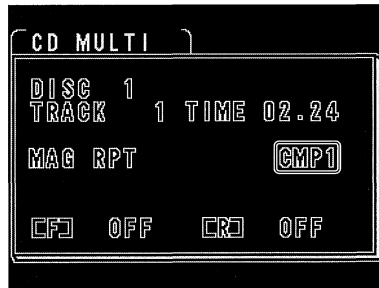 CD MULTI
DISC 1
TRACK 1 TIME 02.24
MAG RPT CMP1
[F] OFF [R] OFF